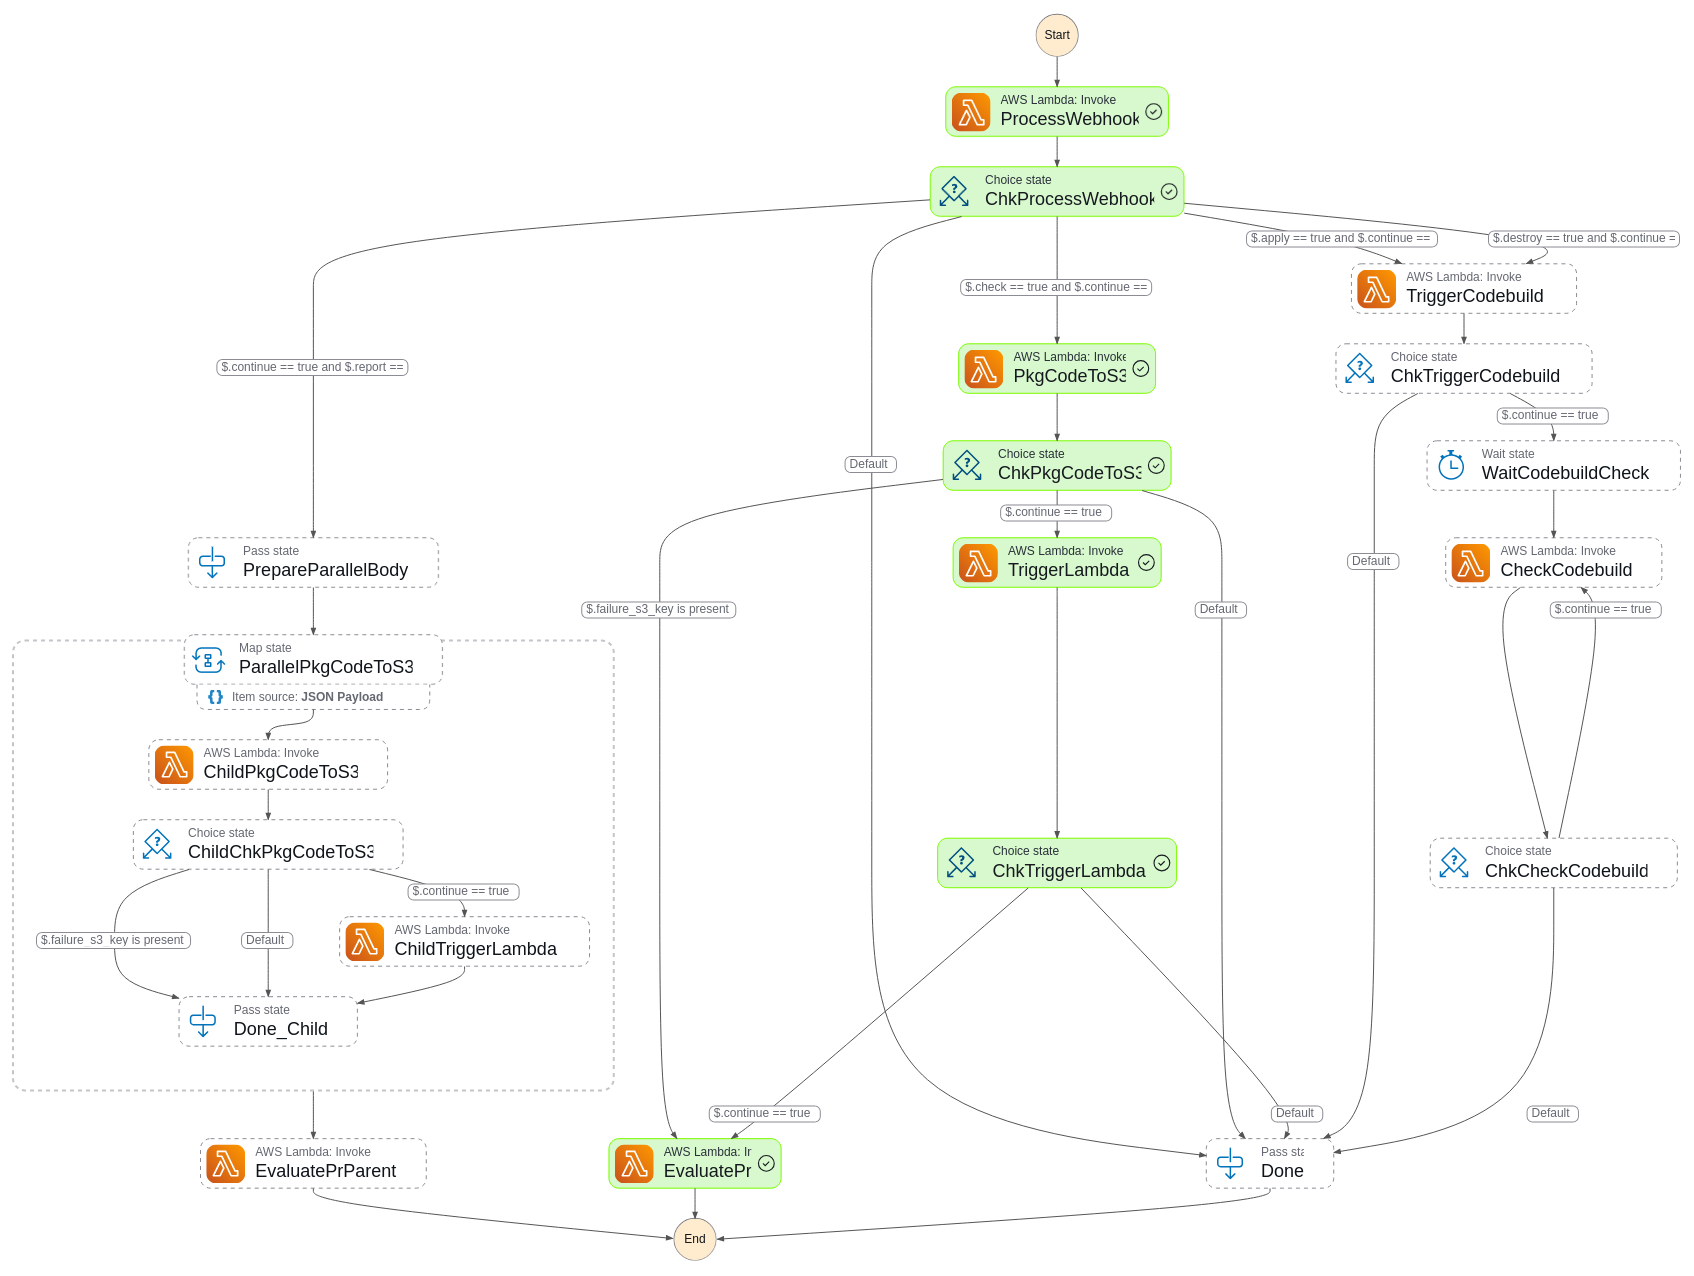 Start
AWS Lambda: Invoke
ProcessWebhook
Choice state
ChkProcessWebhook
$.apply == true and $.continue ==
$.destroy == true and $.continue =
AWS Lambda: Invoke
TriggerCodebuild
$.check == true and $.continue ==
$.continue == true and $.report ==
AWS Lambda: Invoke
PkgCodeToS3
Choice state
ChkTriggerCodebuild
$.continue == true
Default
Choice state
ChkPkgCodeToS3
Wait state
WaitCodebuildCheck
$.continue == true
Pass state
PrepareParallelBody
AWS Lambda: Invoke
TriggerLambda
Default
AWS Lambda: Invoke
CheckCodebuild
$.failure_s3_key is present
Default
$.continue == true
Map state
ParallelPkgCodeToS3
Item source: JSON Payload
AWS Lambda: Invoke
ChildPkgCodeToS3
Choice state
ChildChkPkgCodeToS3
Choice state
ChkTriggerLambda
Choice state
ChkCheckCodebuild
$.continue == true
$.failure_s3_key is present
Default
AWS Lambda: Invoke
ChildTriggerLambda
Pass state
Done_Child
$.continue == true
Default
Default
AWS Lambda: Invoke
EvaluatePrParent
AWS Lambda: Ir
EvaluatePr
Pass sta
Done
End